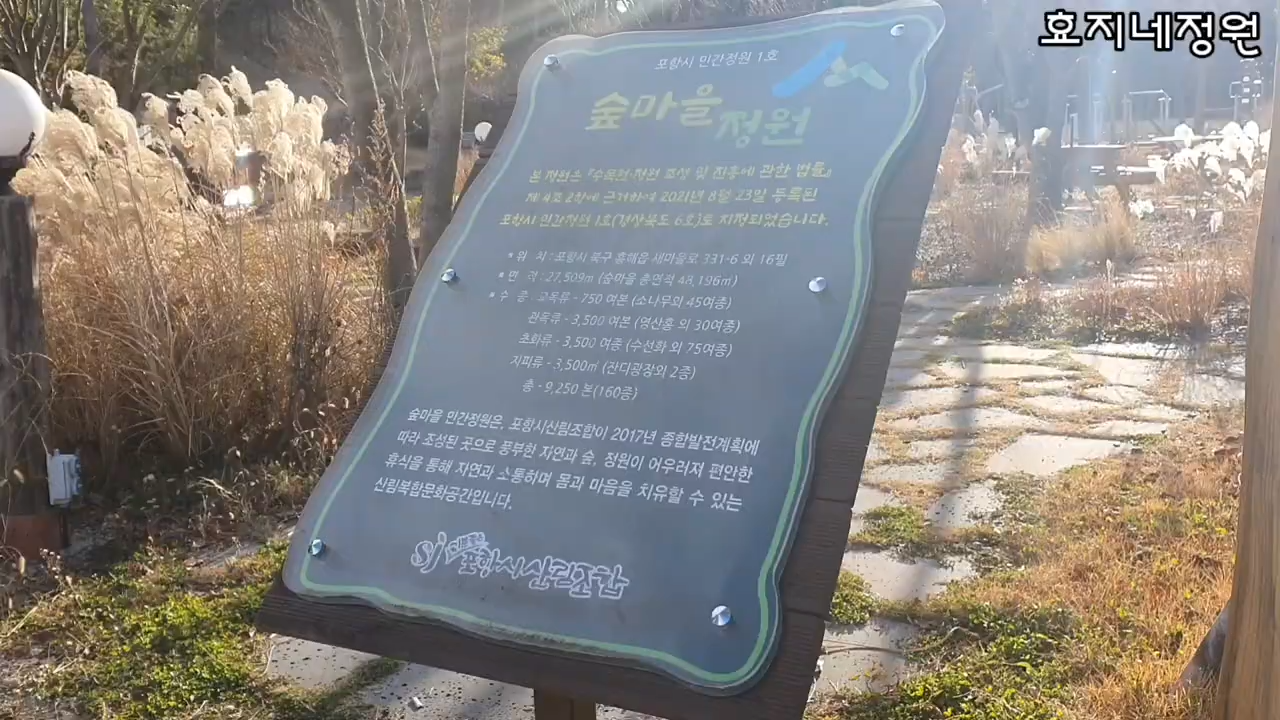 효지네정원
포항시 민간정원 1호
숲마을 정원
본 정원은 『수목원·정원 조성 및 진흥에 관한 법률』
제 4조 2항에 근거하여 2021년 8월 23일 등록된
포항시 민간정원 1호(경상북도 6호)로 지정되었습니다.
* 위 치 : 포항시 북구 흥해읍 새마을로 331-6 외 16필
* 면 적 : 27,509㎡ (숲마을 총면적 48,196㎡)
* 수 종 : 교목류 - 750 여본 (소나무외 45여종)
관목류 - 3,500 여본 (영산홍 외 30여종)
초화류 - 3,500 여종 (수선화 외 75여종)
지피류 - 3,500㎡ (잔디광장외 2종)
총 - 9,250 본(160종)
숲마을 민간정원은, 포항시산림조합이 2017년 종합발전계획에
따라 조성된 곳으로 풍부한 자연과 숲, 정원이 어우러져 편안한
휴식을 통해 자연과 소통하며 몸과 마음을 치유할 수 있는
산림복합문화공간입니다.
Sj 포항시산림조합